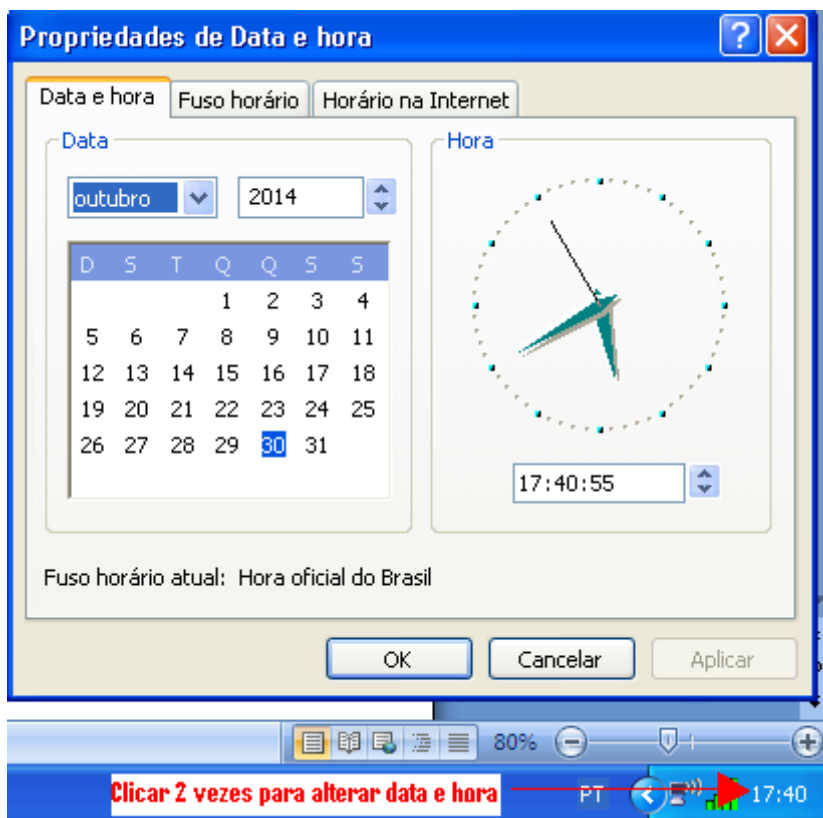 Propriedades de Data e hora
Data e hora Fuso horário Horário na Internet
Data Hora
outubro 2014
D S T Q Q S S
1 2 3 4
5 6 7 8 9 10 11
12 13 14 15 16 17 18
19 20 21 22 23 24 25
26 27 28 29 30 31
17:40:55
Fuso horário atual: Hora oficial do Brasil
OK Cancelar Aplicar
80%
Clicar 2 vezes para alterar data e hora PT 17:40